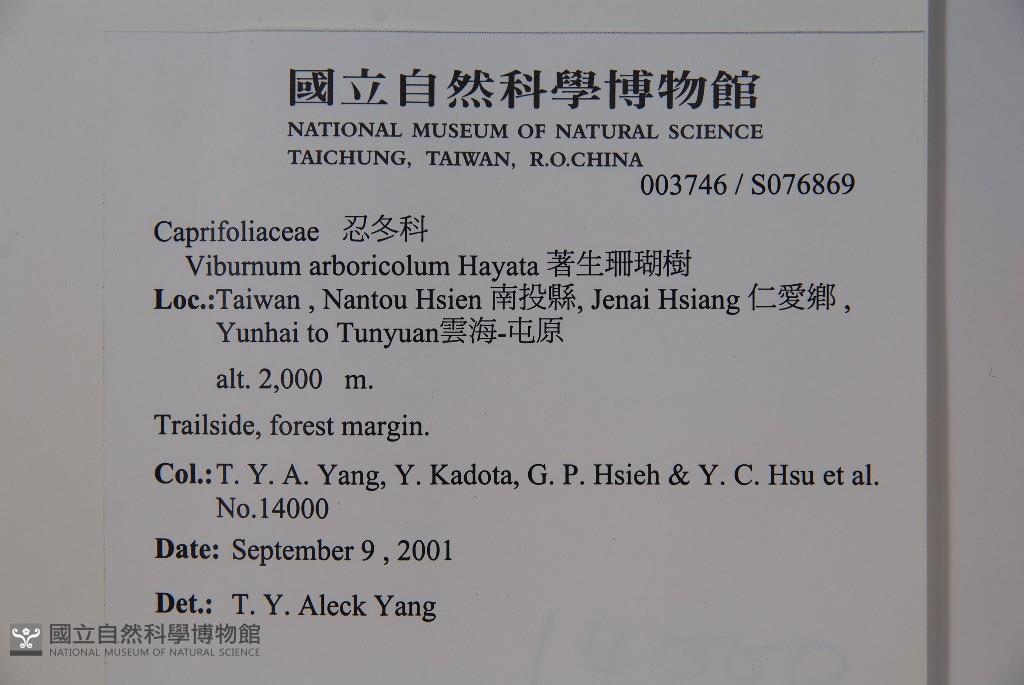 國立自然科學博物館
NATIONAL MUSEUM OF NATURAL SCIENCE
TAICHUNG, TAIWAN, R.O.CHINA
003746 / S076869
Caprifoliaceae 忍冬科
Viburnum arboricolum Hayata 著生珊瑚樹
Loc.:Taiwan , Nantou Hsien 南投縣, Jenai Hsiang 仁愛鄉 ,
Yunhai to Tunyuan雲海-屯原
alt. 2,000 m.
Trailside, forest margin.
Col.:T. Y. A. Yang, Y. Kadota, G. P. Hsieh & Y. C. Hsu et al.
No.14000
Date: September 9 , 2001
Det.: T. Y. Aleck Yang
國立自然科學博物館
NATIONAL MUSEUM OF NATURAL SCIENCE